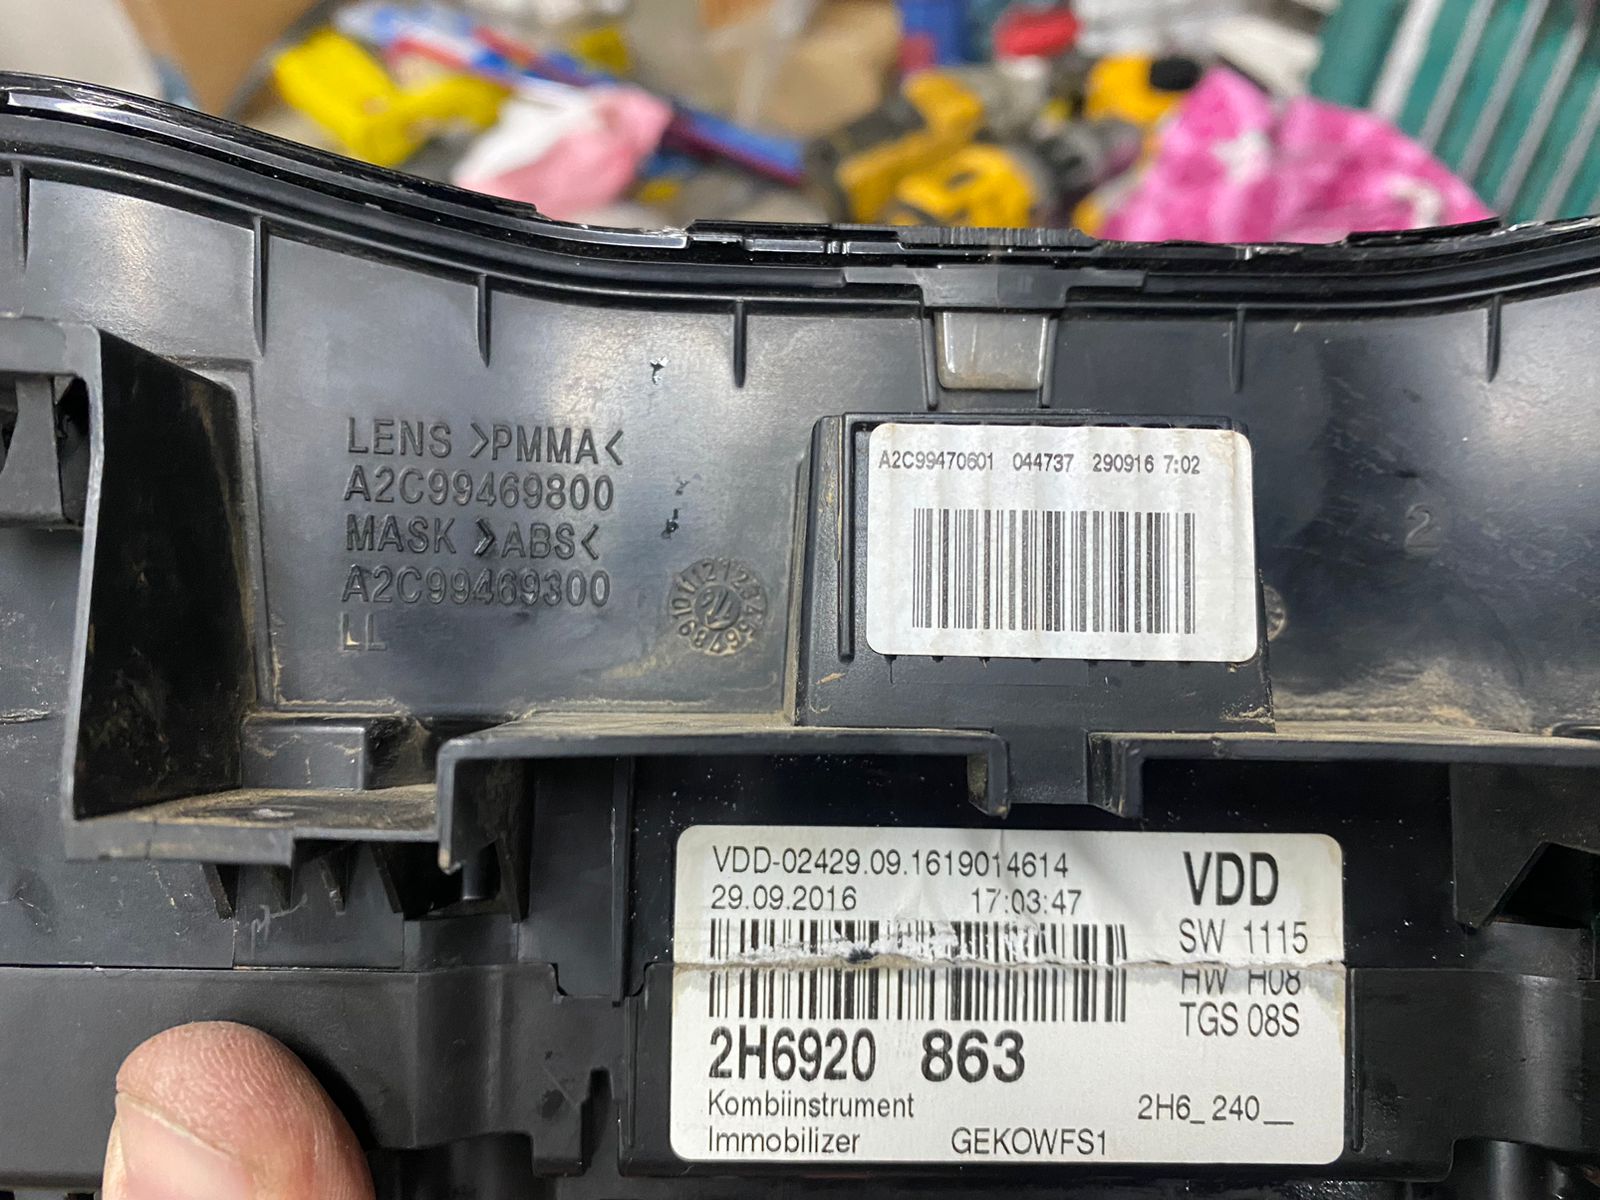 LENS >PMMA<
A2C99469800
MASK >ABS<
A2C99469300
LL
A2C99470601 044737 290916 7:02
2
VDD-02429.09.1619014614
29.09.2016 17:03:47
VDD
SW 1115
HW H08
TGS 08S
2H6920 863
Kombiinstrument 2H6_240__
Immobilizer GEKOWFS1